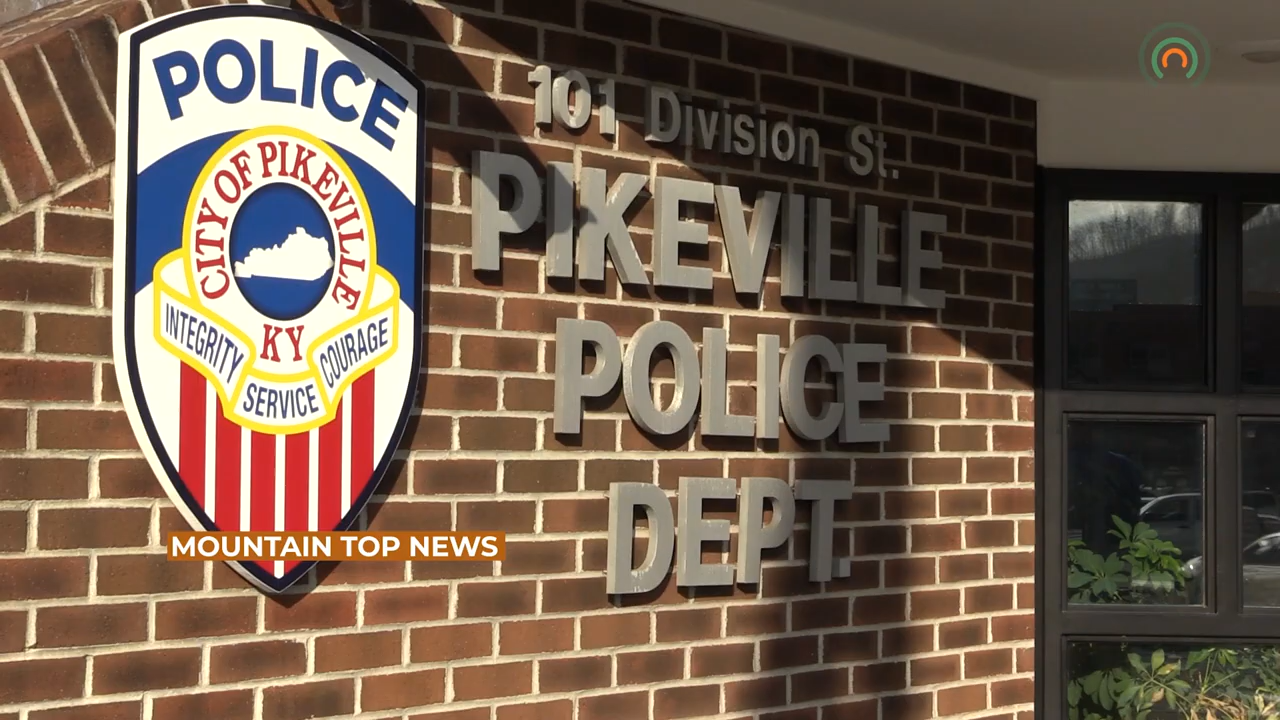 POLICE
CITY OF PIKEVILLE
KY
INTEGRITY
SERVICE
COURAGE
101 Division St.
PIKEVILLE
POLICE
DEPT.
MOUNTAIN TOP NEWS